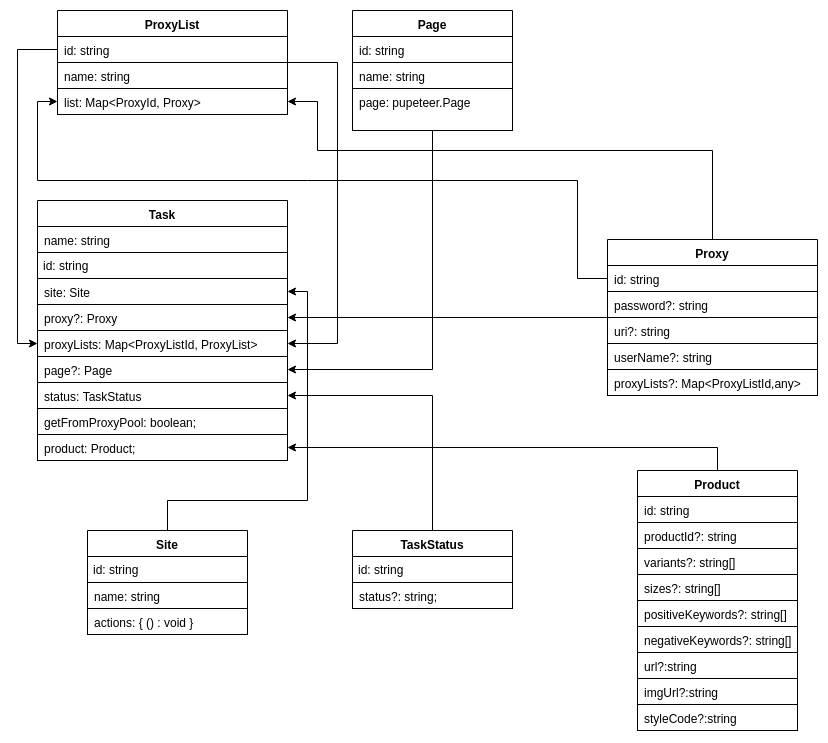 ProxyList
id: string
name: string
list: Map<ProxyId, Proxy>
Page
id: string
name: string
page: pupeteer.Page
Task
name: string
id: string
site: Site
proxy?: Proxy
proxyLists: Map<ProxyListId, ProxyList>
page?: Page
status: TaskStatus
getFromProxyPool: boolean;
product: Product;
Proxy
id: string
password?: string
uri?: string
userName?: string
proxyLists?: Map<ProxyListId,any>
Site
id: string
name: string
actions: { () : void }
TaskStatus
id: string
status?: string;
Product
id: string
productId?: string
variants?: string[]
sizes?: string[]
positiveKeywords?: string[]
negativeKeywords?: string[]
url?:string
imgUrl?:string
styleCode?:string